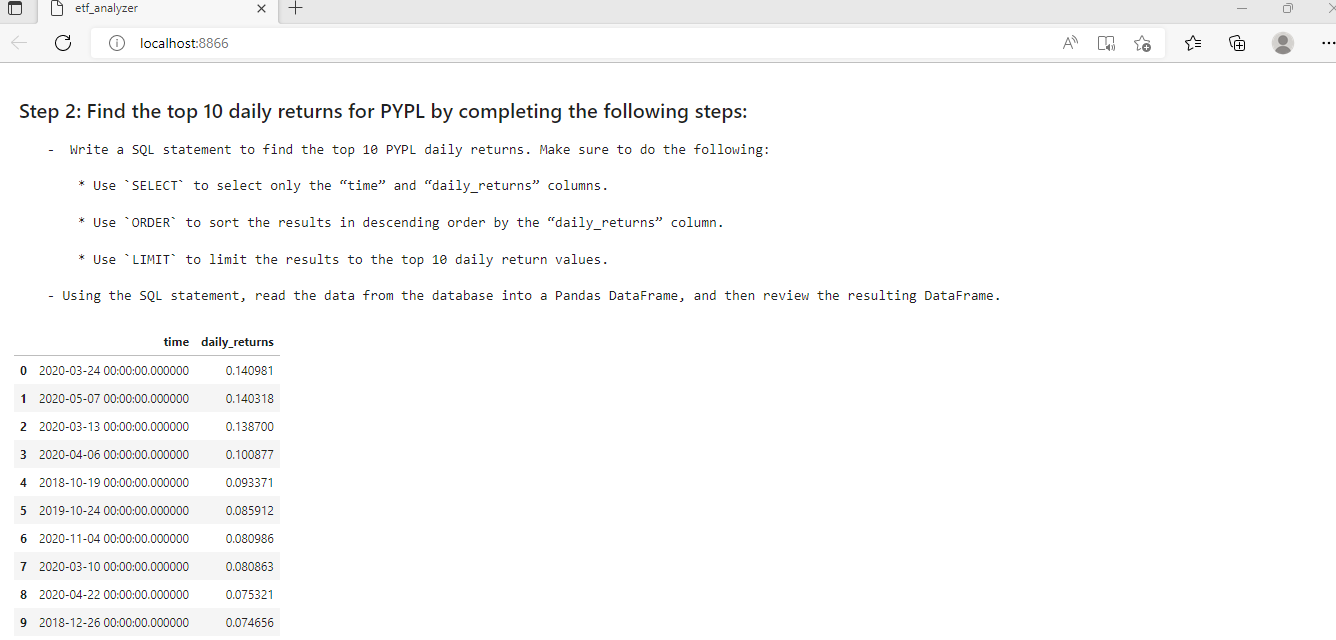 etf_analyzer
localhost:8866
Step 2: Find the top 10 daily returns for PYPL by completing the following steps:
- Write a SQL statement to find the top 10 PYPL daily returns. Make sure to do the following:
* Use `SELECT` to select only the “time” and “daily_returns” columns.
* Use `ORDER` to sort the results in descending order by the “daily_returns” column.
* Use `LIMIT` to limit the results to the top 10 daily return values.
- Using the SQL statement, read the data from the database into a Pandas DataFrame, and then review the resulting DataFrame.
time daily_returns
0 2020-03-24 00:00:00.000000 0.140981
1 2020-05-07 00:00:00.000000 0.140318
2 2020-03-13 00:00:00.000000 0.138700
3 2020-04-06 00:00:00.000000 0.100877
4 2018-10-19 00:00:00.000000 0.093371
5 2019-10-24 00:00:00.000000 0.085912
6 2020-11-04 00:00:00.000000 0.080986
7 2020-03-10 00:00:00.000000 0.080863
8 2020-04-22 00:00:00.000000 0.075321
9 2018-12-26 00:00:00.000000 0.074656